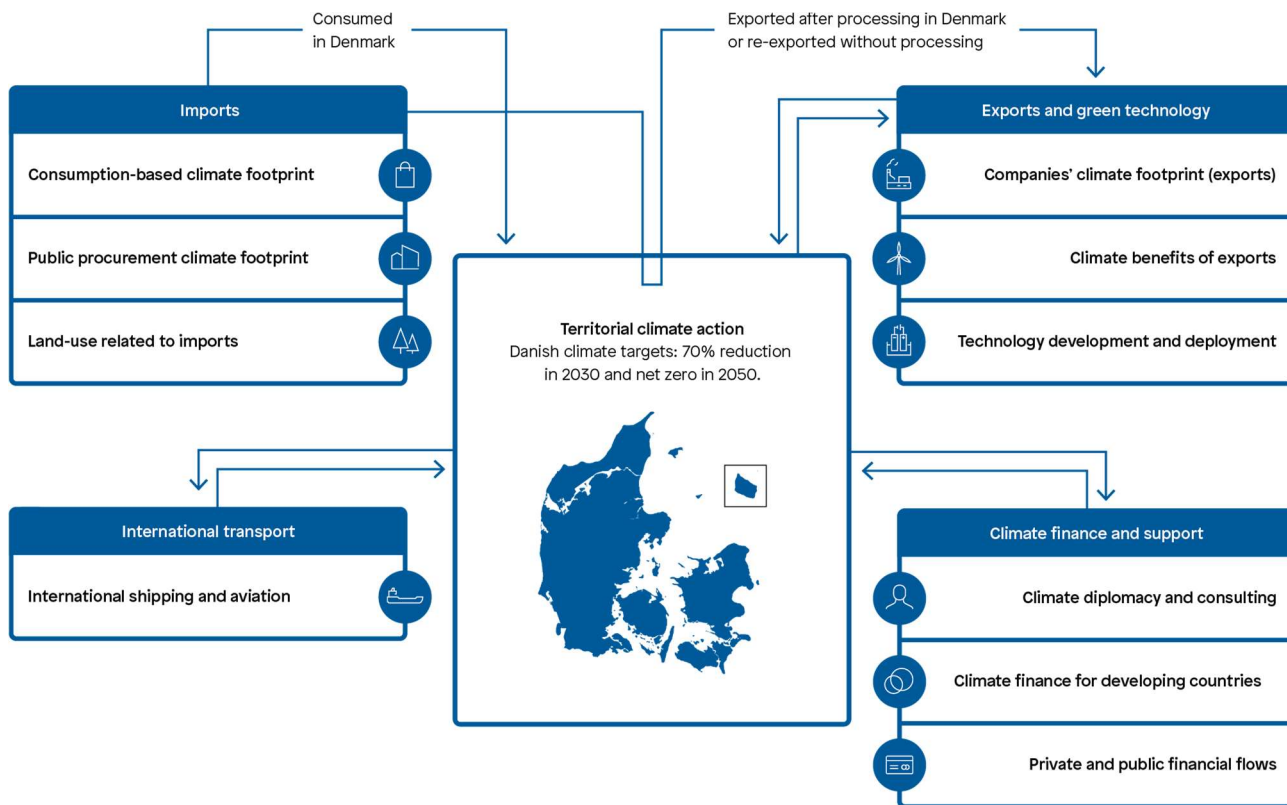 Consumed
in Denmark
Exported after processing in Denmark
or re-exported without processing
Imports
Consumption-based climate footprint
Public procurement climate footprint
Land-use related to imports
Exports and green technology
Companies’ climate footprint (exports)
Climate benefits of exports
Technology development and deployment
Territorial climate action
Danish climate targets: 70% reduction
in 2030 and net zero in 2050.
International transport
International shipping and aviation
Climate finance and support
Climate diplomacy and consulting
Climate finance for developing countries
Private and public financial flows